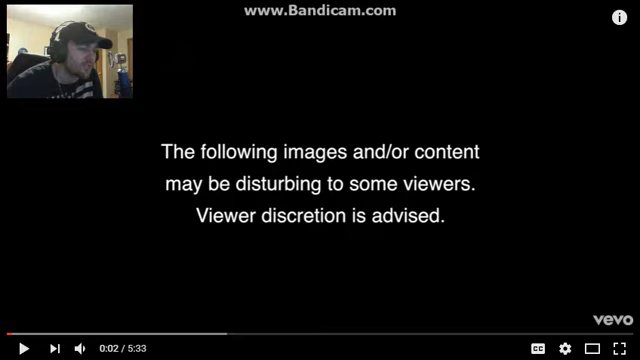 www.Bandicam.com
The following images and/or content
may be disturbing to some viewers.
Viewer discretion is advised.
vevo
0:02 / 5:33
CC